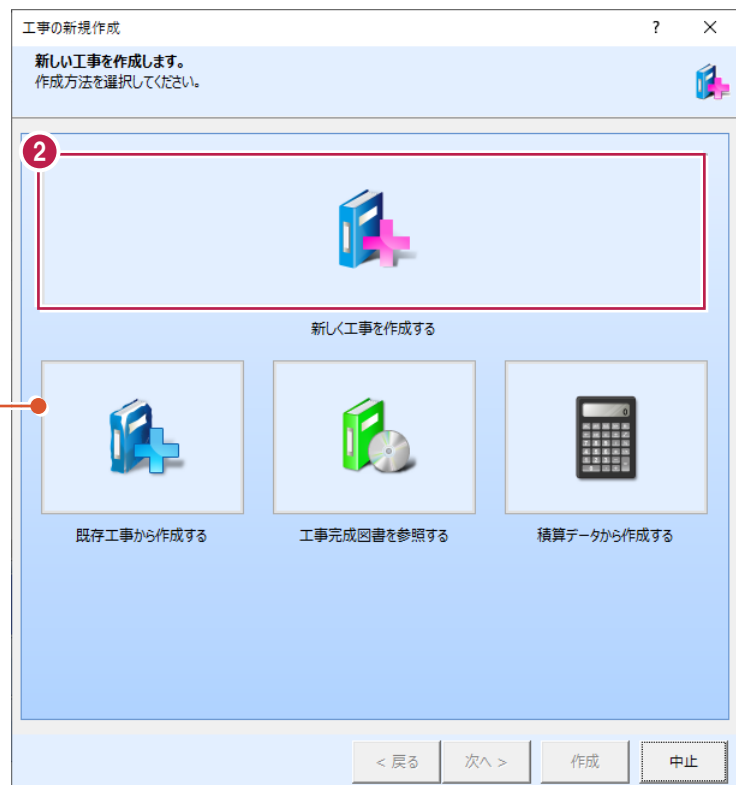 工事の新規作成
新しい工事を作成します。
作成方法を選択してください。
2
新しく工事を作成する
0
既存工事から作成する
工事完成図書を参照する
積算データから作成する
< 戻る
次へ >
作成
中止